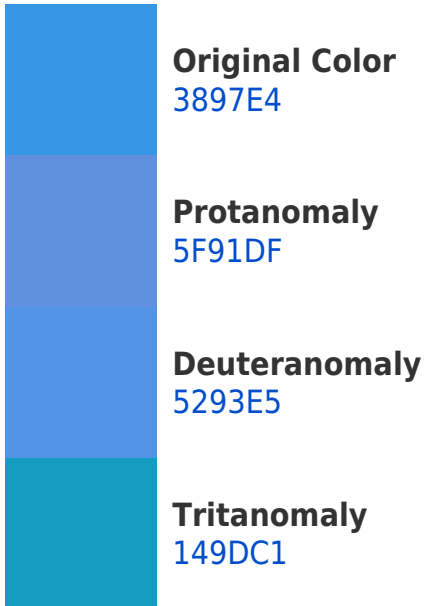 Original Color
3897E4
Protanomaly
5F91DF
Deuteranomaly
5293E5
Tritanomaly
149DC1